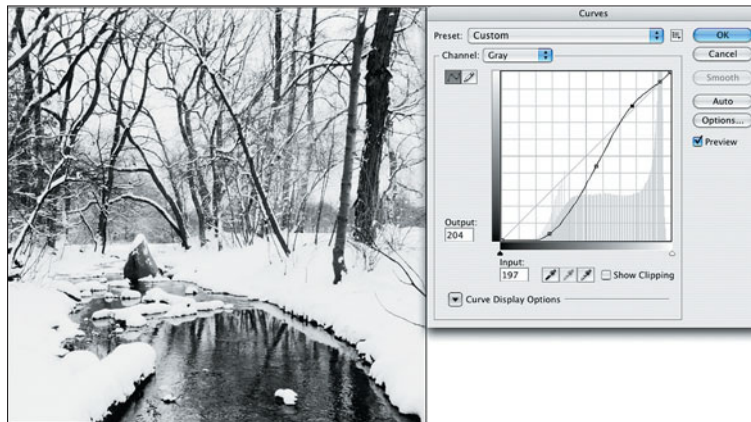 Curves
Preset: Custom
OK
Channel: Gray
Cancel
Smooth
Auto
Options...
Preview
Output:
204
Input:
197
Show Clipping
Curve Display Options